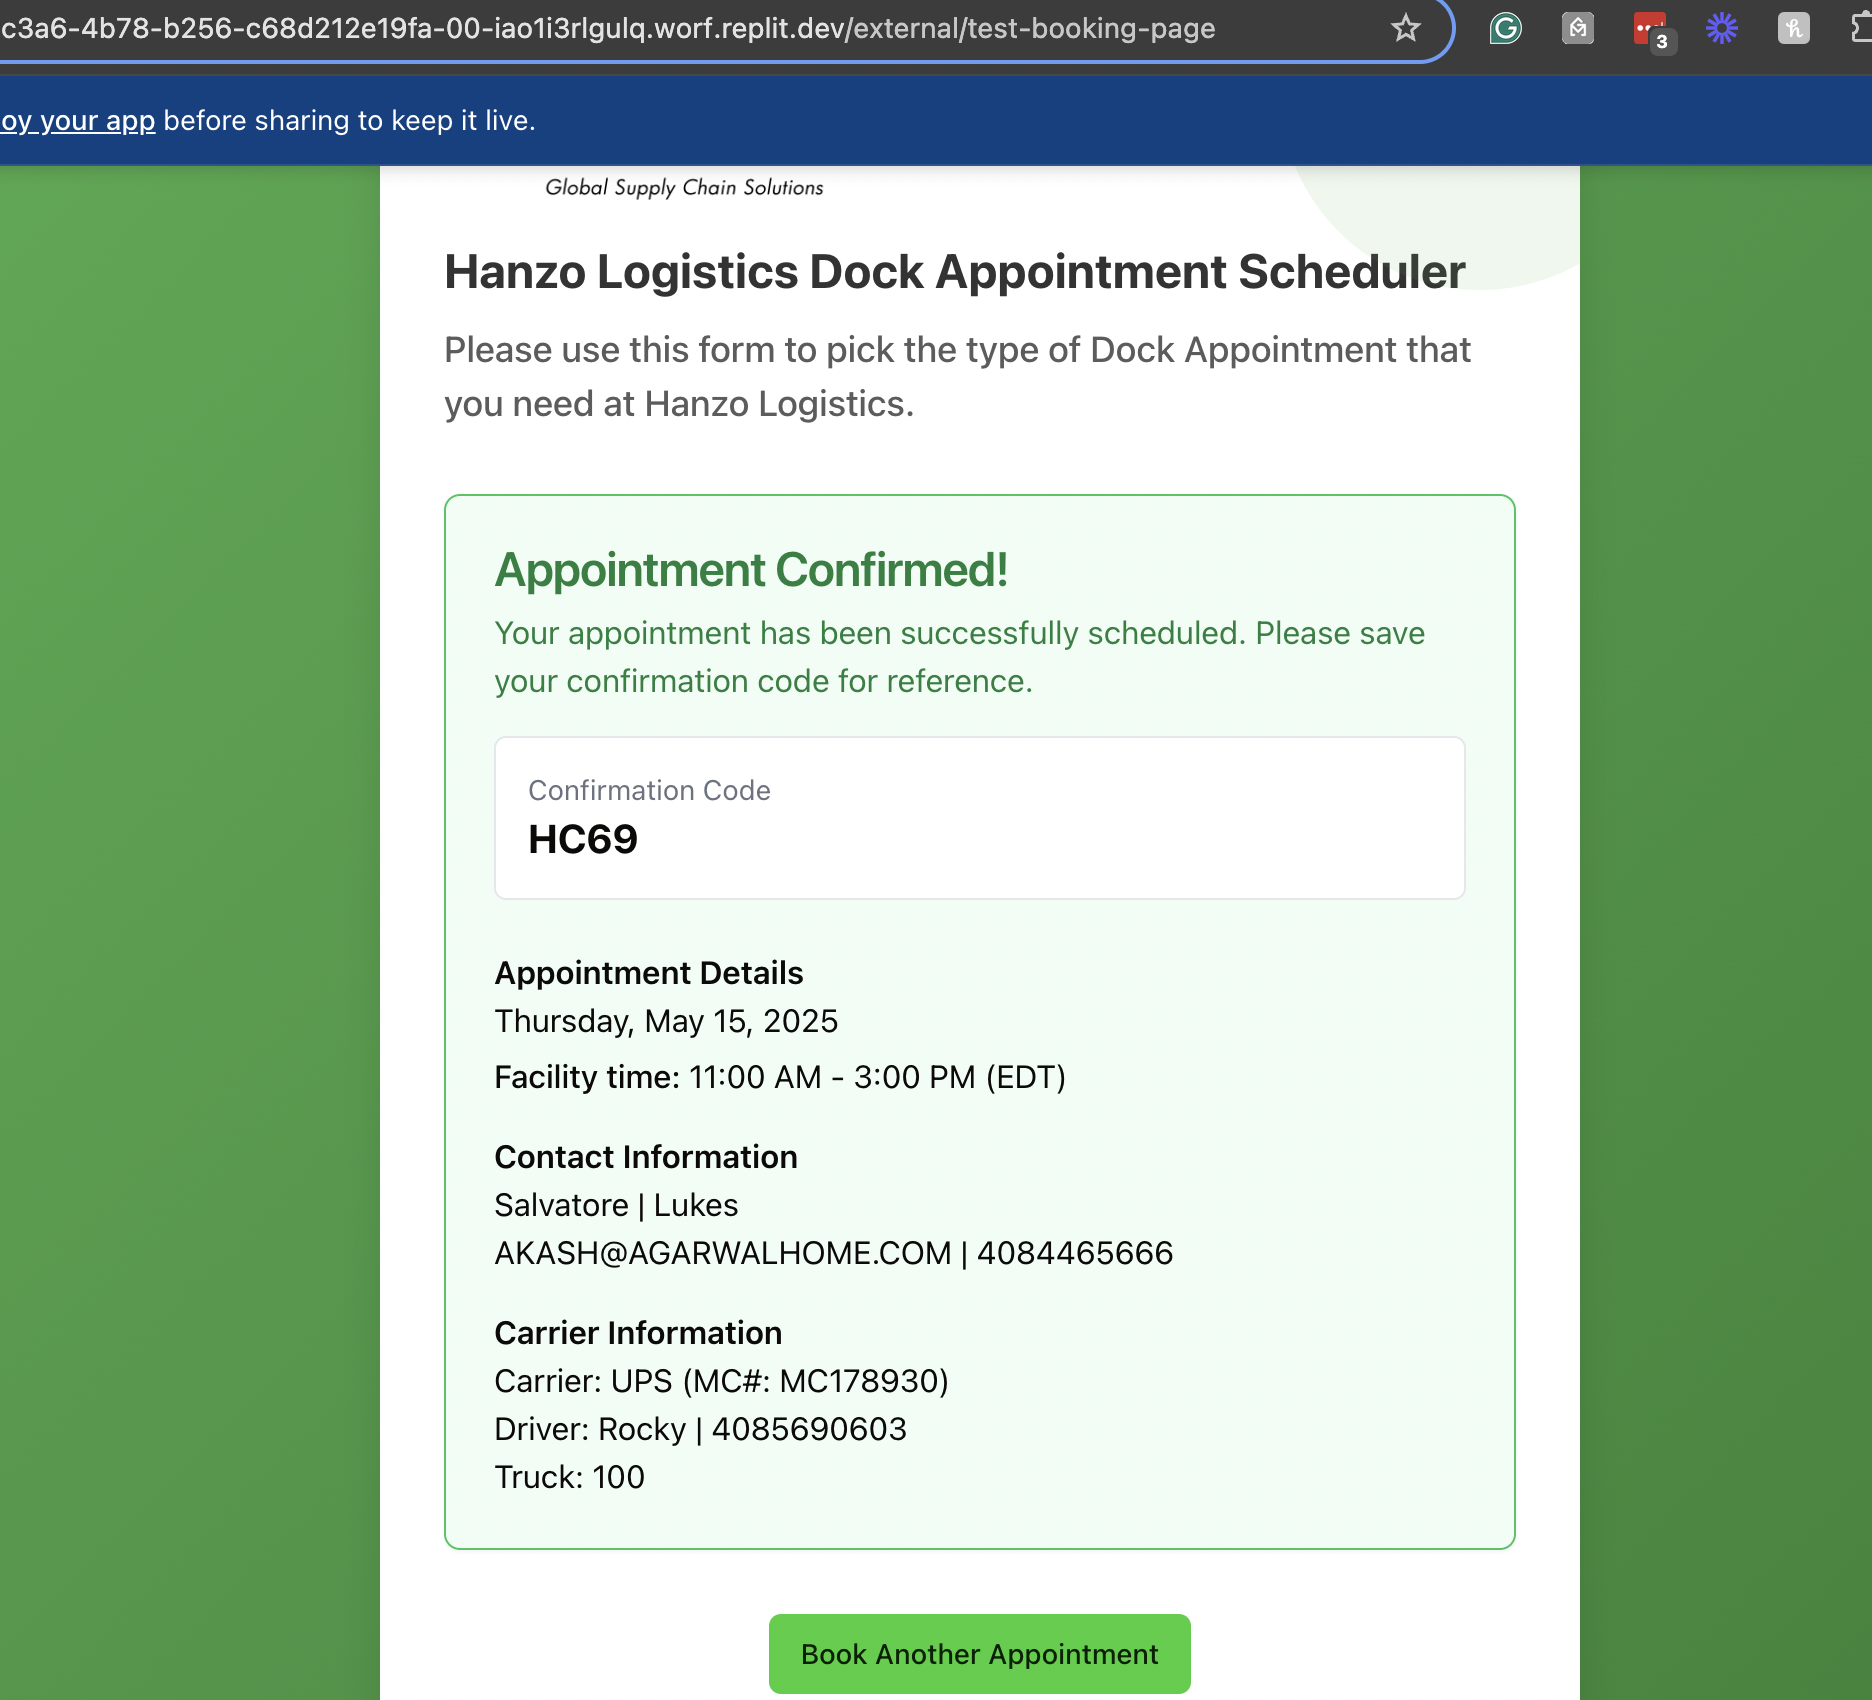 c3a6-4b78-b256-c68d212e19fa-00-iao1i3rlgulq.worf.replit.dev/external/test-booking-page
3
oy your app before sharing to keep it live.
Global Supply Chain Solutions
Hanzo Logistics Dock Appointment Scheduler
Please use this form to pick the type of Dock Appointment that
you need at Hanzo Logistics.
Appointment Confirmed!
Your appointment has been successfully scheduled. Please save
your confirmation code for reference.
Confirmation Code
HC69
Appointment Details
Thursday, May 15, 2025
Facility time: 11:00 AM - 3:00 PM (EDT)
Contact Information
Salvatore | Lukes
AKASH@AGARWALHOME.COM | 4084465666
Carrier Information
Carrier: UPS (MC#: MC178930)
Driver: Rocky | 4085690603
Truck: 100
Book Another Appointment